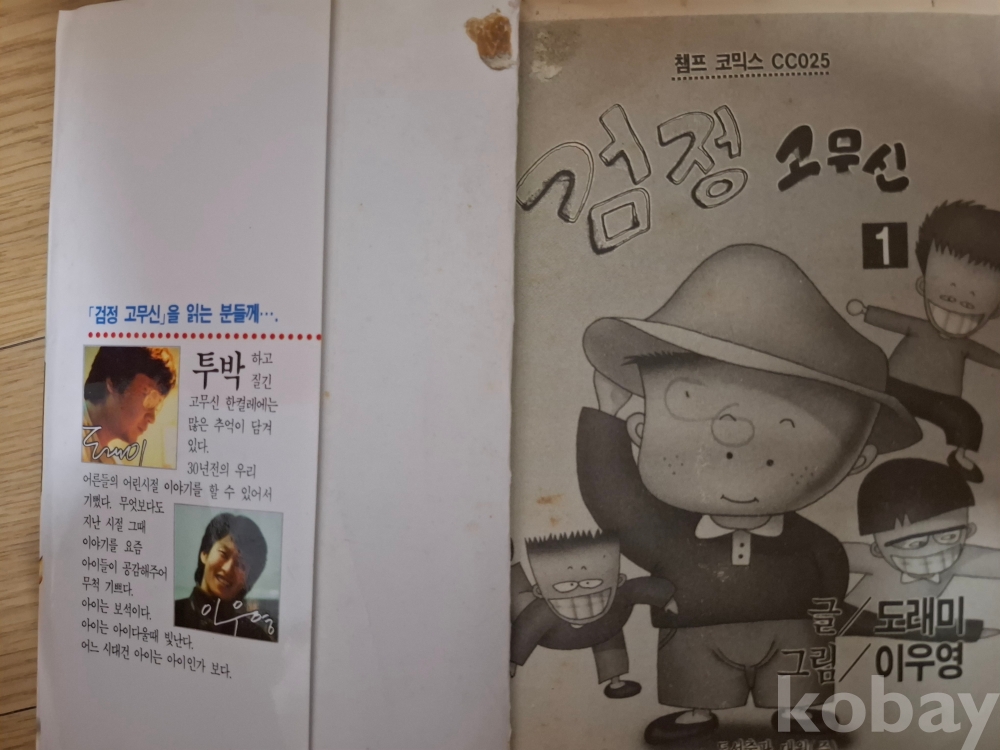 「검정 고무신」을 읽는 분들께….
투박하고
질긴
고무신 한켤레에는
많은 추억이 담겨
있다.
30년전의 우리
어른들의 어린시절 이야기를 할 수 있어서
기뻤다. 무엇보다도
지난 시절 그때
이야기를 요즘
아이들이 공감해주어
무척 기쁘다.
아이는 보석이다.
아이는 아이다울때 빛난다.
어느 시대건 아이는 아이인가 보다.
도래미
이우영
챔프 코믹스 CC025
검정 고무신
1
글/도래미
그림/이우영
kobay